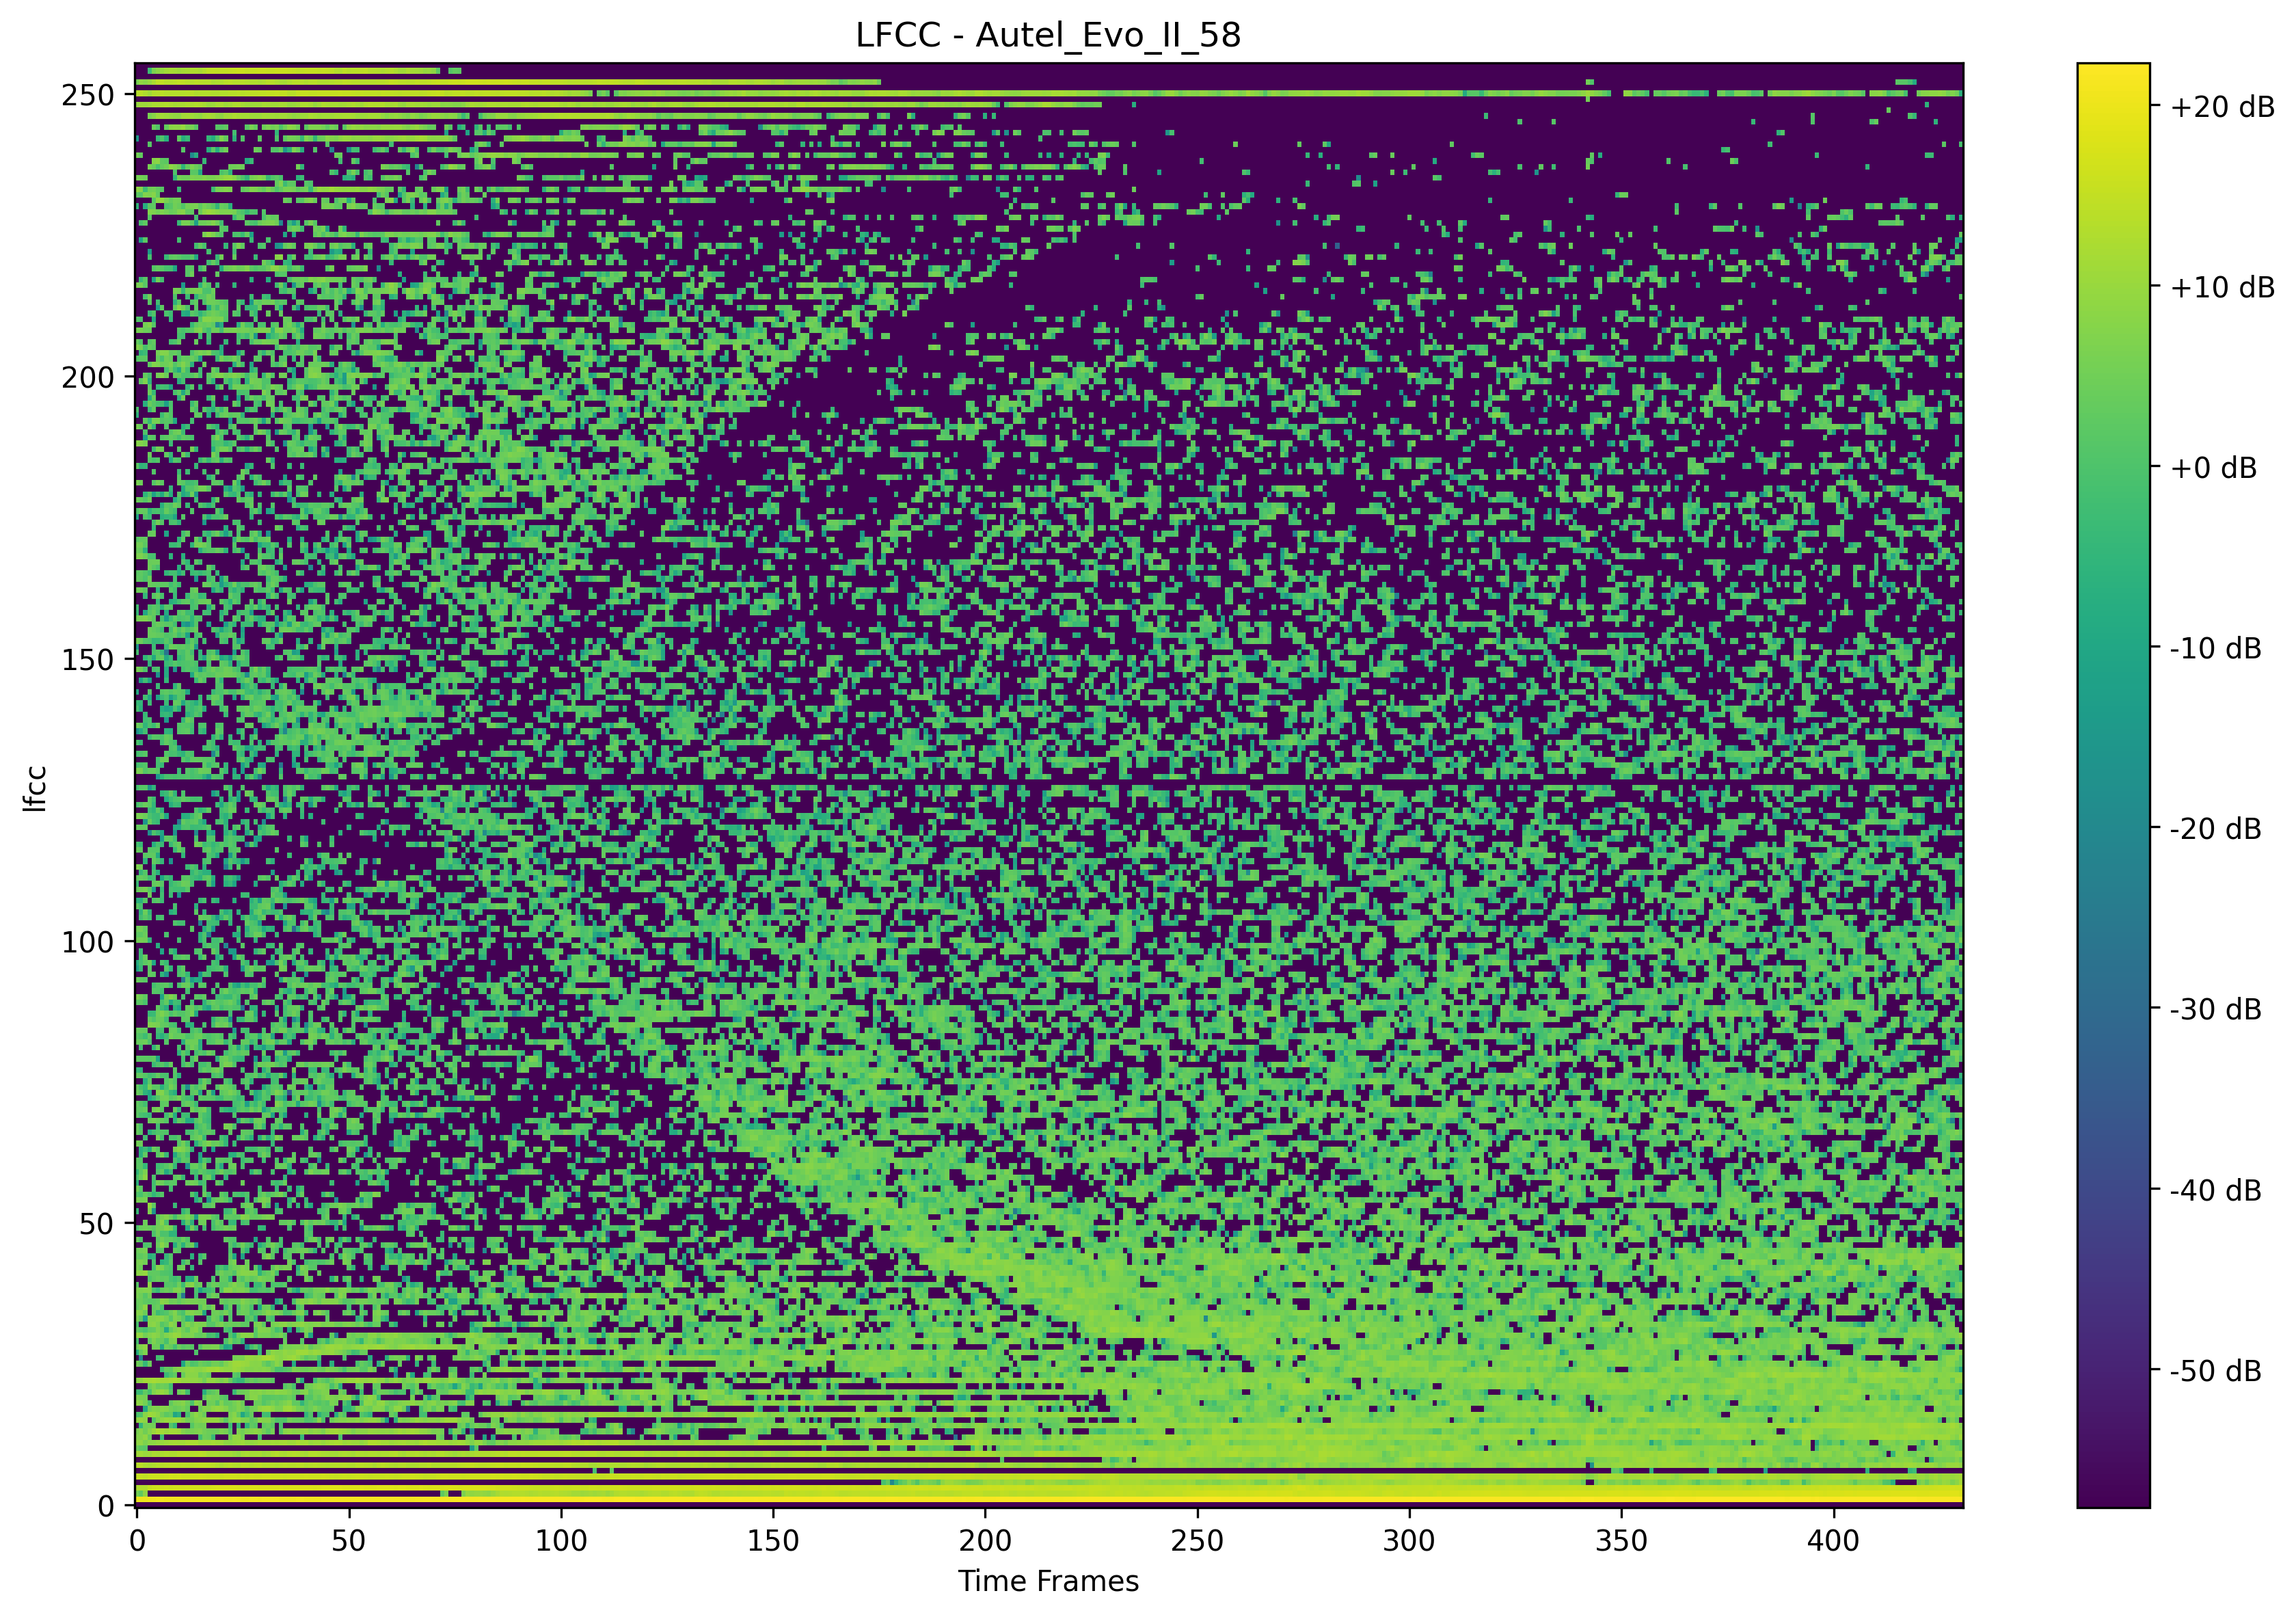 LFCC - Autel_Evo_II_58
250
200
150
100
50
0
lfcc
0 50 100 150 200 250 300 350 400
Time Frames
+20 dB
+10 dB
+0 dB
-10 dB
-20 dB
-30 dB
-40 dB
-50 dB